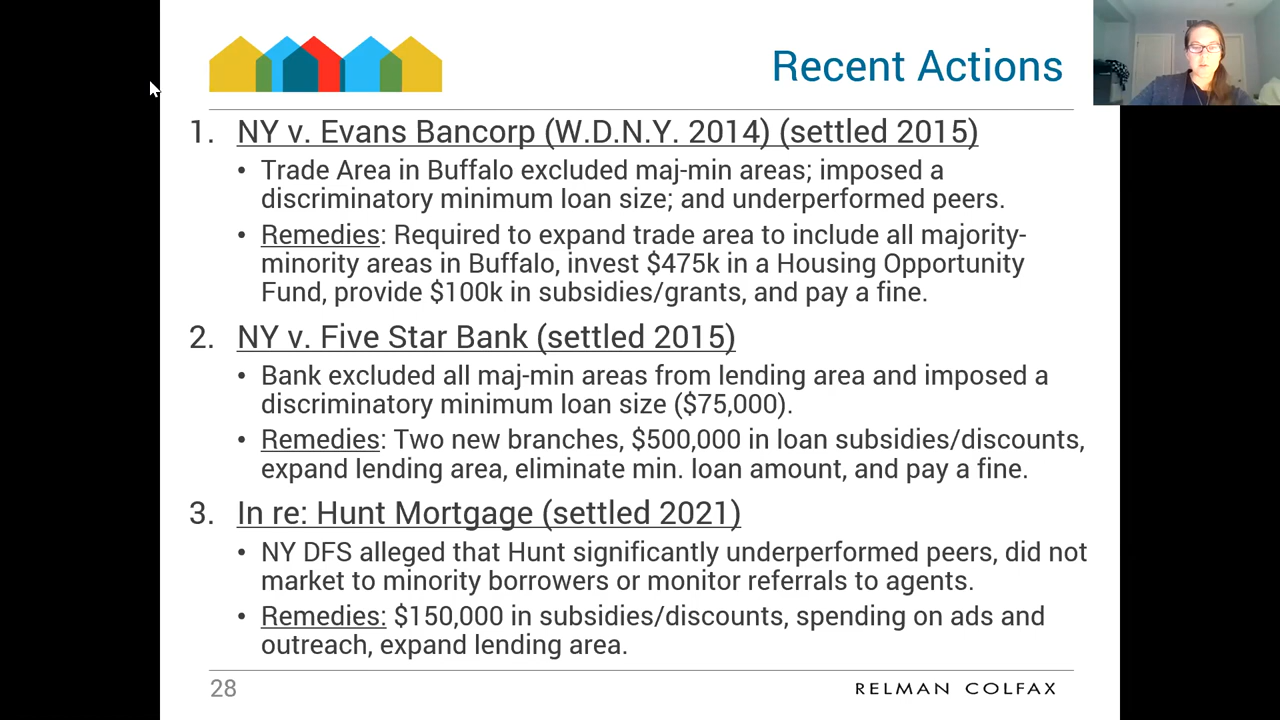 Recent Actions
1. NY v. Evans Bancorp (W.D.N.Y. 2014) (settled 2015)
• Trade Area in Buffalo excluded maj-min areas; imposed a
discriminatory minimum loan size; and underperformed peers.
• Remedies: Required to expand trade area to include all majority-
minority areas in Buffalo, invest $475k in a Housing Opportunity
Fund, provide $100k in subsidies/grants, and pay a fine.
2. NY v. Five Star Bank (settled 2015)
• Bank excluded all maj-min areas from lending area and imposed a
discriminatory minimum loan size ($75,000).
• Remedies: Two new branches, $500,000 in loan subsidies/discounts,
expand lending area, eliminate min. loan amount, and pay a fine.
3. In re: Hunt Mortgage (settled 2021)
• NY DFS alleged that Hunt significantly underperformed peers, did not
market to minority borrowers or monitor referrals to agents.
• Remedies: $150,000 in subsidies/discounts, spending on ads and
outreach, expand lending area.
28
RELMAN COLFAX